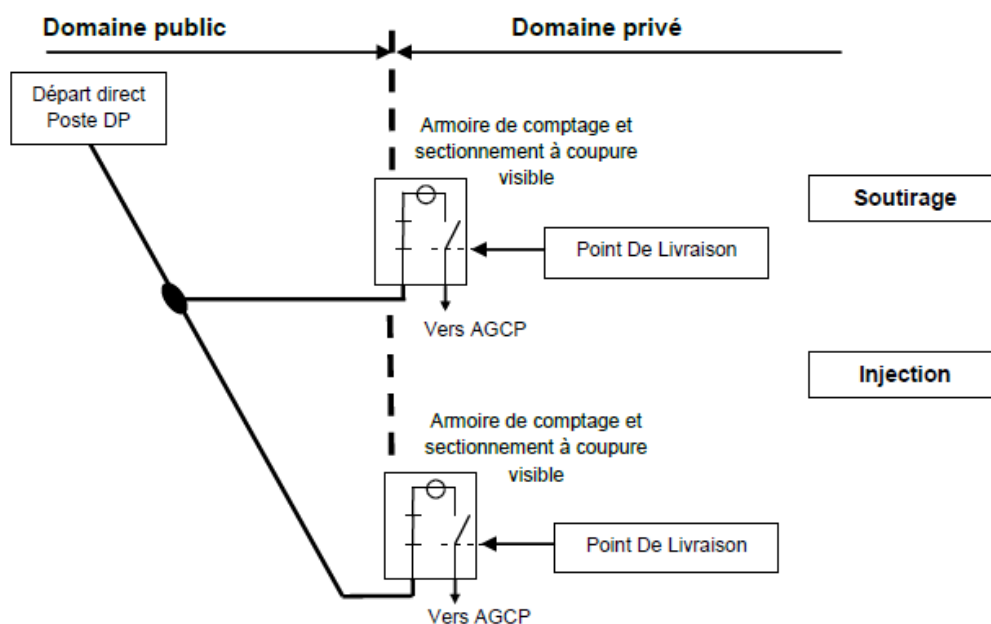 Domaine public
Domaine privé
Départ direct
Poste DP
Armoire de comptage et
sectionnement à coupure
visible
Soutirage
Point De Livraison
Vers AGCP
Injection
Armoire de comptage et
sectionnement à coupure
visible
Point De Livraison
Vers AGCP